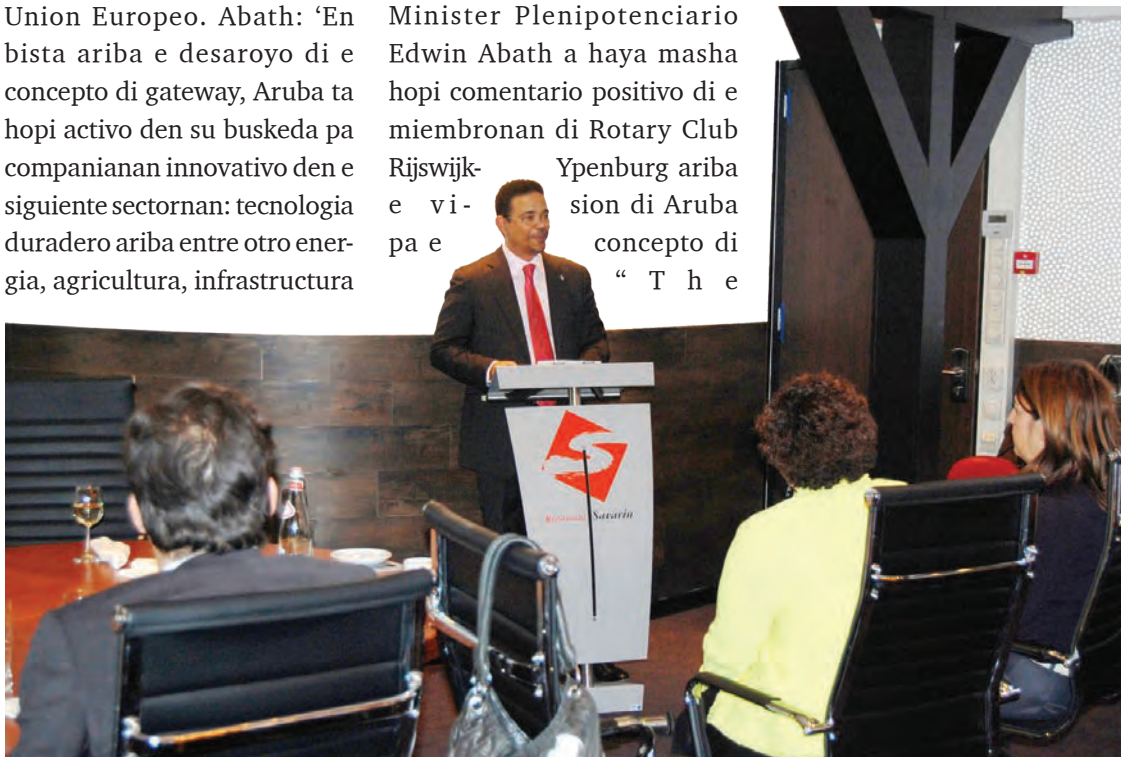 Union Europeo. Abath: ‘En
bista ariba e desaroyo di e
concepto di gateway, Aruba ta
hopi activo den su buskeda pa
companianan innovativo den e
siguiente sectornan: tecnologia
duradero ariba entre otro ener-
gia, agricultura, infrastructura
Minister Plenipotenciario
Edwin Abath a haya masha
hopi comentario positivo di e
miembronan di Rotary Club
Rijswijk- Ypenburg ariba
e vi- sion di Aruba
pa e concepto di
“ T h e
Savarin